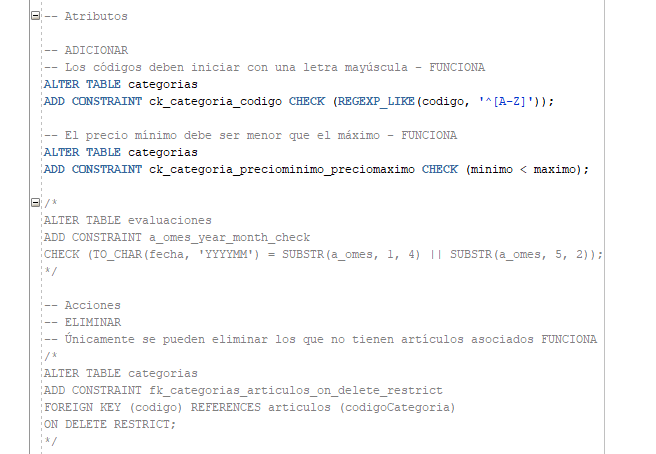 -- Atributos
-- ADICIONAR
-- Los códigos deben iniciar con una letra mayúscula - FUNCIONA
ALTER TABLE categorias
ADD CONSTRAINT ck_categoria_codigo CHECK (REGEXP_LIKE(codigo, '^[A-Z]'));
-- El precio mínimo debe ser menor que el máximo - FUNCIONA
ALTER TABLE categorias
ADD CONSTRAINT ck_categoria_preciominimo_preciomaximo CHECK (minimo < maximo);
/*
ALTER TABLE evaluaciones
ADD CONSTRAINT a_omes_year_month_check
CHECK (TO_CHAR(fecha, 'YYYYMM') = SUBSTR(a_omes, 1, 4) || SUBSTR(a_omes, 5, 2));
*/
-- Acciones
-- ELIMINAR
-- Únicamente se pueden eliminar los que no tienen artículos asociados FUNCIONA
/*
ALTER TABLE categorias
ADD CONSTRAINT fk_categorias_articulos_on_delete_restrict
FOREIGN KEY (codigo) REFERENCES articulos (codigoCategoria)
ON DELETE RESTRICT;
*/